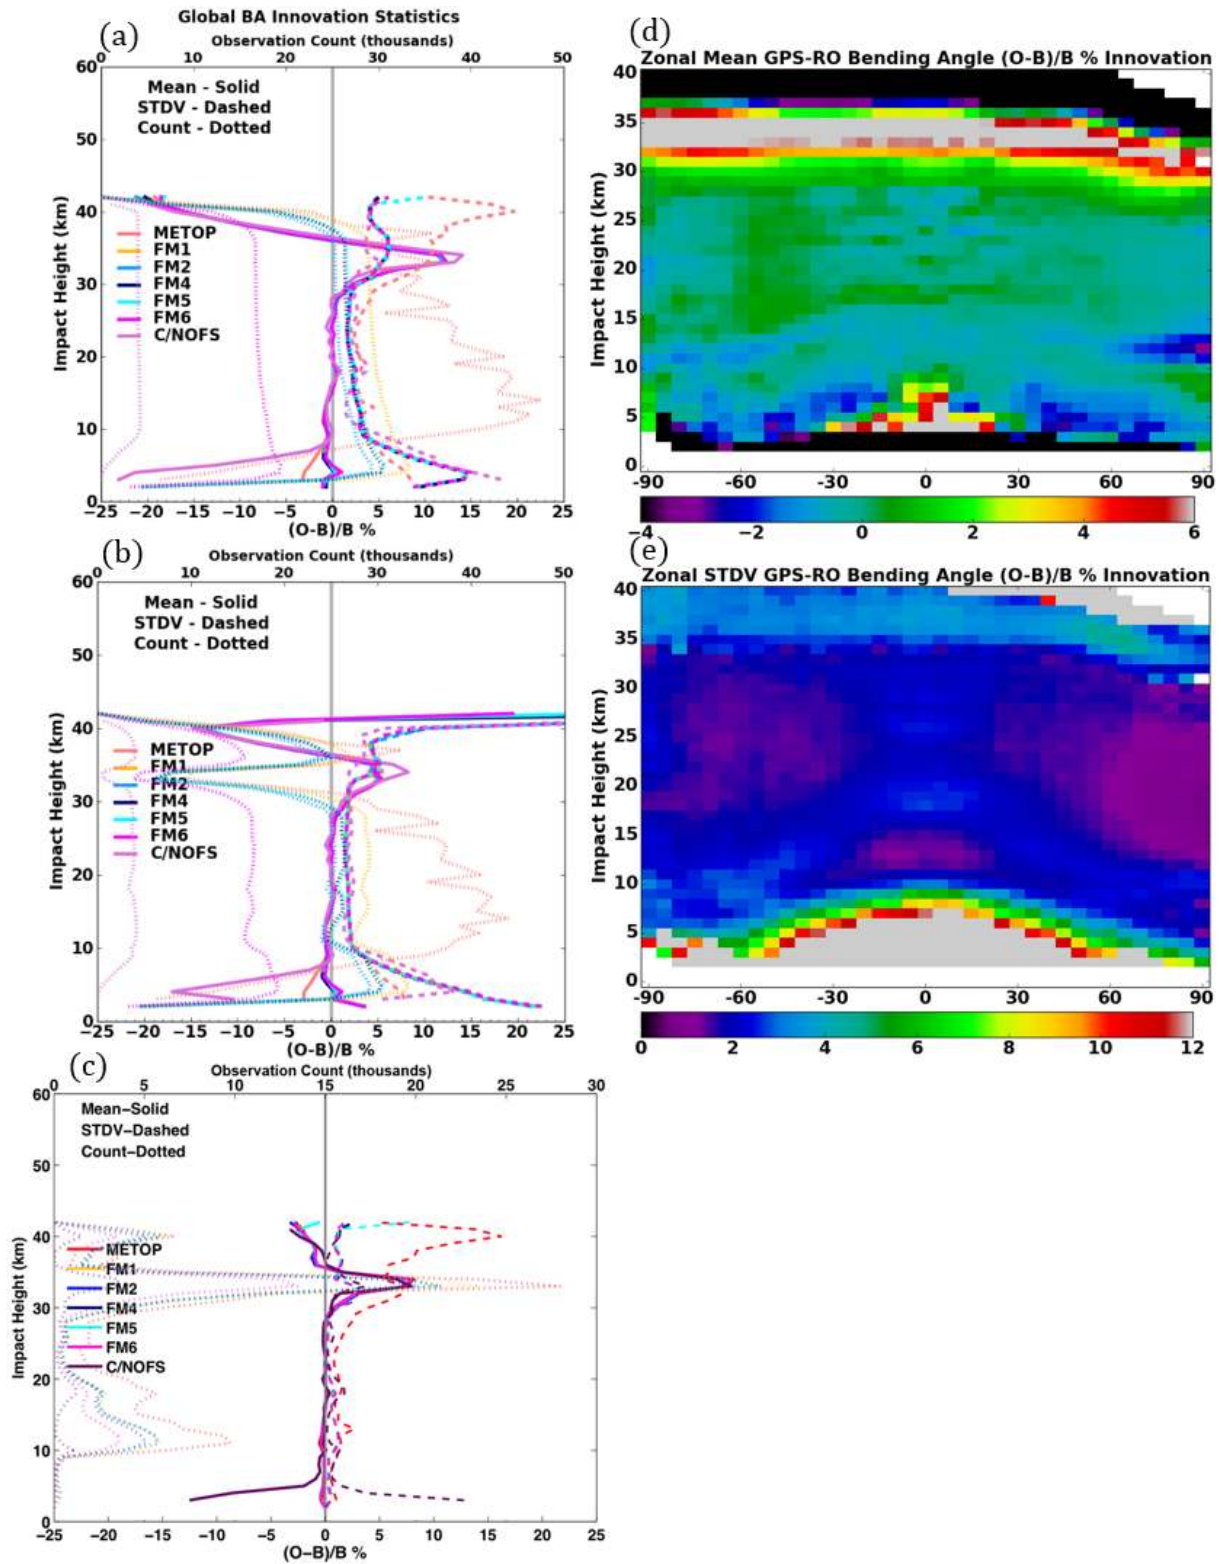 Global BA Innovation Statistics
(a)
Observation Count (thousands)
0 10 20 30 40 50
60
50
40
30
20
10
0
Impact Height (km)
Mean - Solid
STDV - Dashed
Count - Dotted
METOP
FM1
FM2
FM4
FM5
FM6
C/NOFS
−25 −20 −15 −10 −5 0 5 10 15 20 25
(O-B)/B %
(b)
Observation Count (thousands)
0 10 20 30 40 50
60
50
40
30
20
10
0
Impact Height (km)
Mean - Solid
STDV - Dashed
Count - Dotted
METOP
FM1
FM2
FM4
FM5
FM6
C/NOFS
−25 −20 −15 −10 −5 0 5 10 15 20 25
(O-B)/B %
(c)
Observation Count (thousands)
0 5 10 15 20 25 30
60
50
40
30
20
10
0
Impact Height (km)
Mean−Solid
STDV−Dashed
Count−Dotted
METOP
FM1
FM2
FM4
FM5
FM6
C/NOFS
−25 −20 −15 −10 −5 0 5 10 15 20 25
(O−B)/B %
(d)
Zonal Mean GPS-RO Bending Angle (O-B)/B % Innovation
40
35
30
25
20
15
10
5
0
Impact Height (km)
-90 -60 -30 0 30 60 90
−4 −2 0 2 4 6
(e)
Zonal STDV GPS-RO Bending Angle (O-B)/B % Innovation
40
35
30
25
20
15
10
5
0
Impact Height (km)
-90 -60 -30 0 30 60 90
0 2 4 6 8 10 12